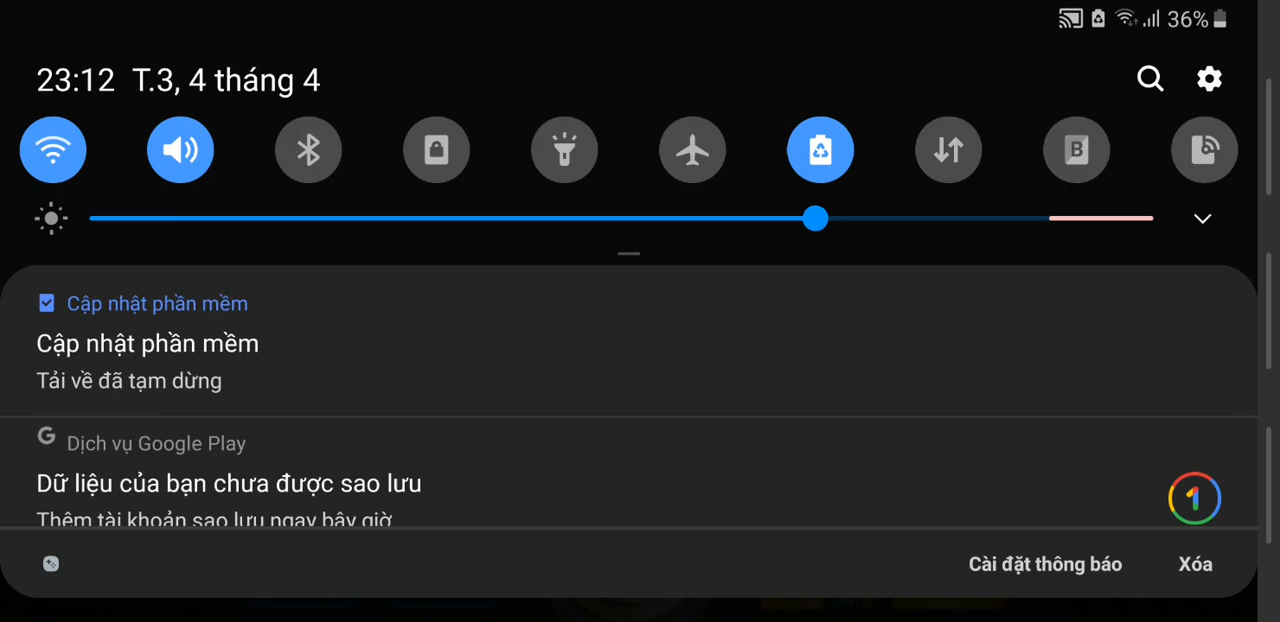 36%
23:12 T.3, 4 tháng 4
B
Cập nhật phần mềm
Cập nhật phần mềm
Tải về đã tạm dừng
G Dịch vụ Google Play
Dữ liệu của bạn chưa được sao lưu
1
Thêm tài khoản sao lưu ngay bây giờ
Cài đặt thông báo Xóa